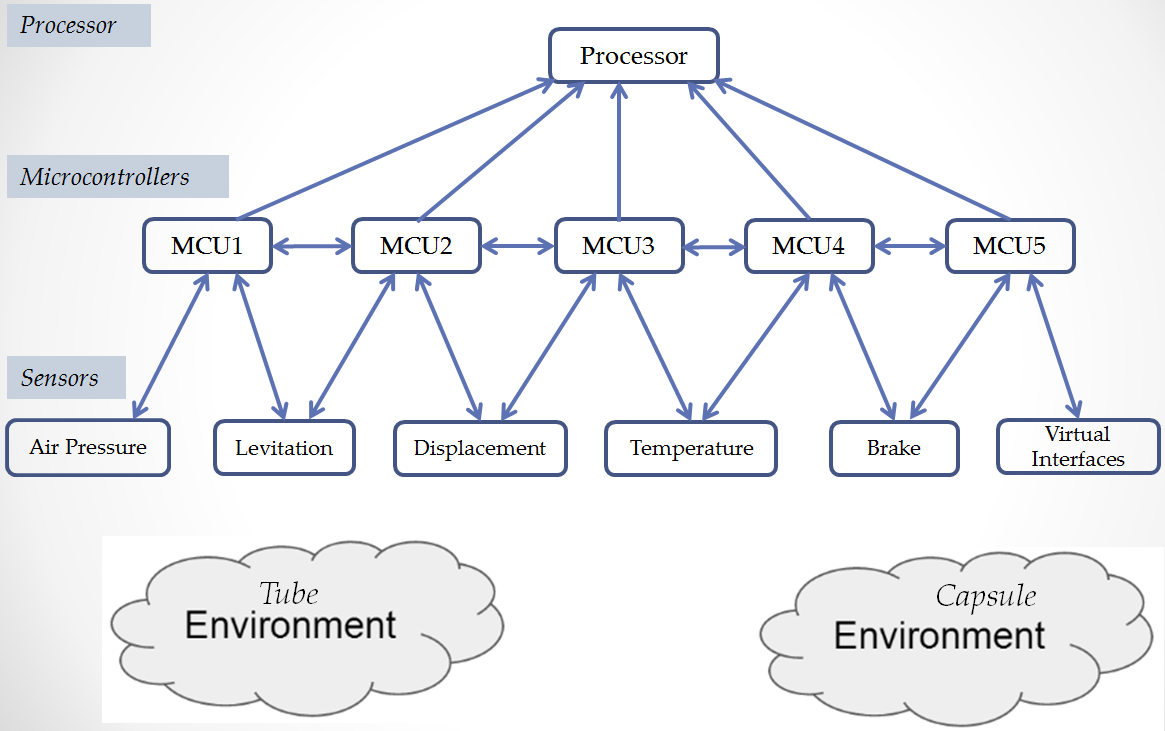 Processor
Processor
Microcontrollers
MCU1
MCU2
MCU3
MCU4
MCU5
Sensors
Air Pressure
Levitation
Displacement
Temperature
Brake
Virtual
Interfaces
Tube
Environment
Capsule
Environment